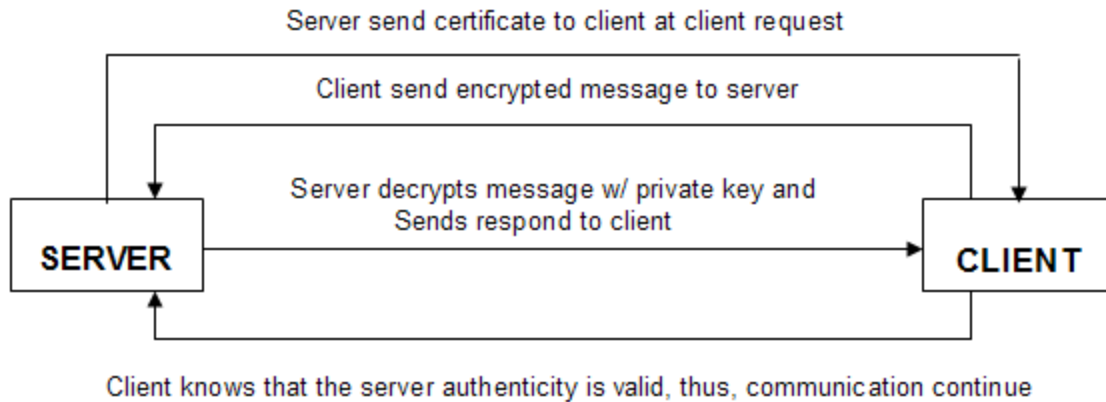 Server send certificate to client at client request
Client send encrypted message to server
Server decrypts message w/ private key and
Sends respond to client
SERVER
CLIENT
Client knows that the server authenticity is valid, thus, communication continue